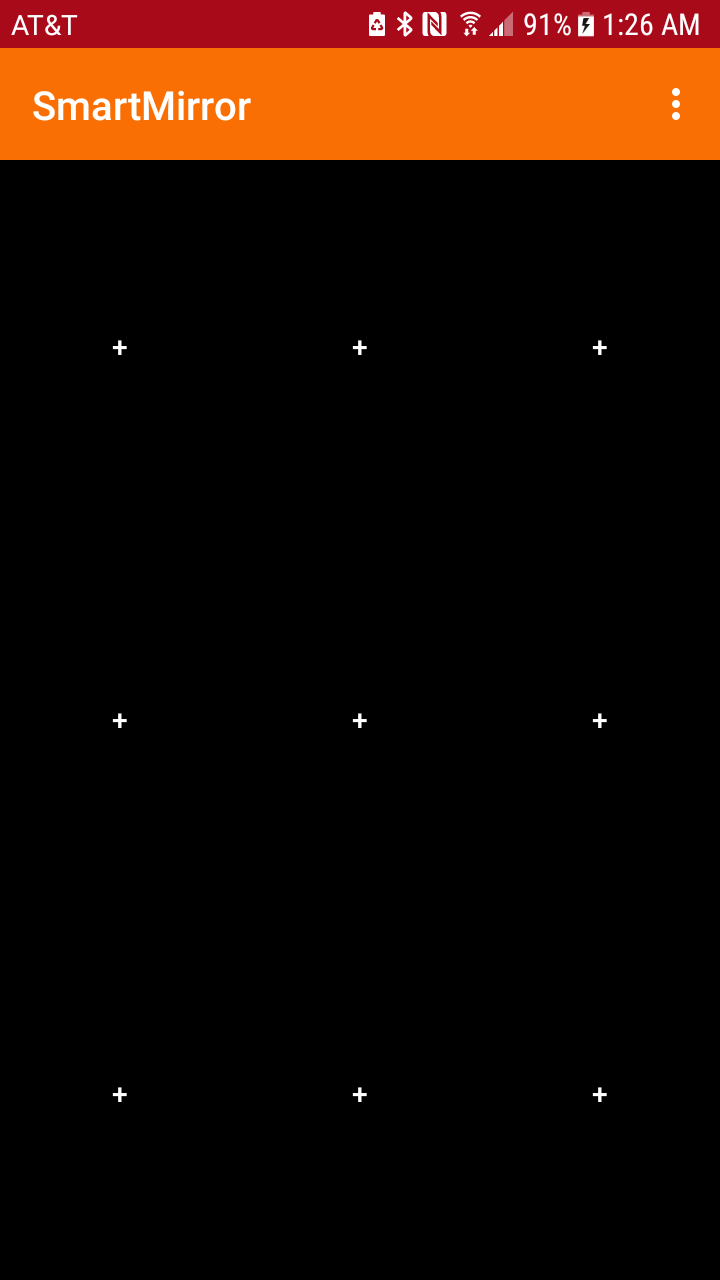 AT&T 91% 1:26 AM
SmartMirror
+ + +
+ + +
+ + +